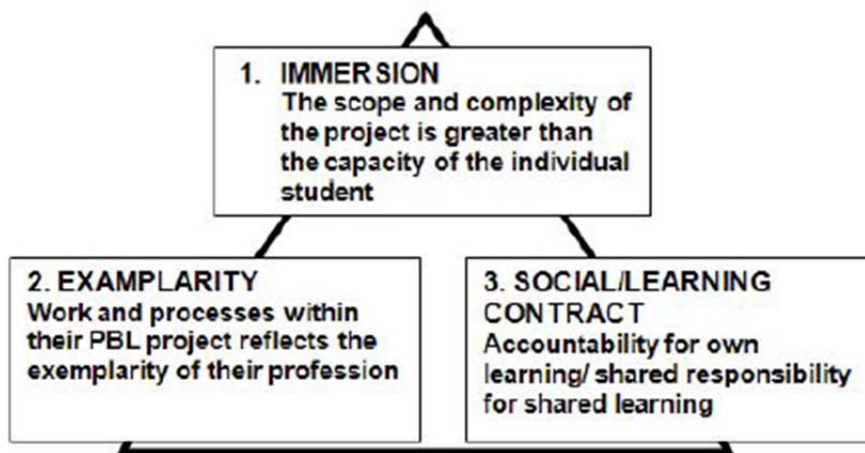 1. IMMERSION
The scope and complexity of
the project is greater than
the capacity of the individual
student
2. EXAMPLARITY
Work and processes within
their PBL project reflects the
exemplarity of their profession
3. SOCIAL/LEARNING
CONTRACT
Accountability for own
learning/ shared responsibility
for shared learning